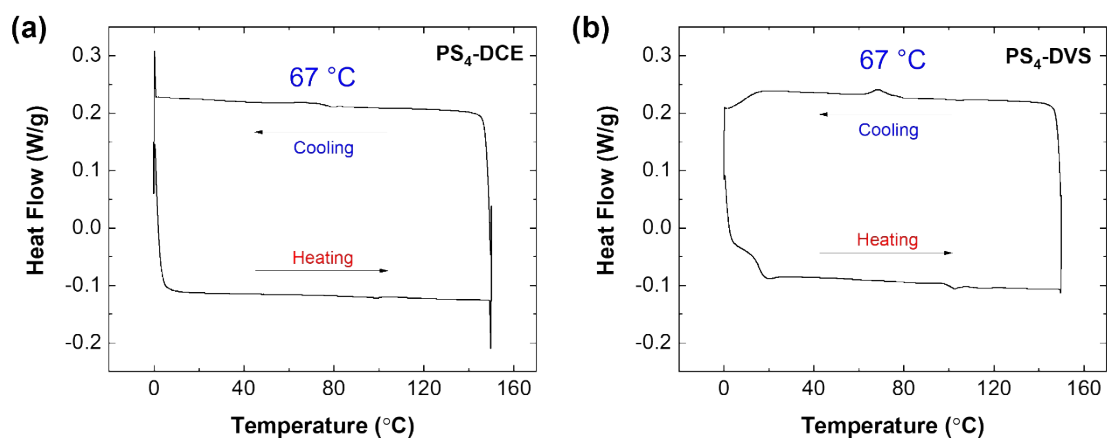 (a)
PS₄-DCE
67 °C
Cooling
Heating
Heat Flow (W/g)
0.3
0.2
0.1
0.0
-0.1
-0.2
0 40 80 120 160
Temperature (°C)
(b)
PS₄-DVS
67 °C
Cooling
Heating
Heat Flow (W/g)
0.3
0.2
0.1
0.0
-0.1
-0.2
0 40 80 120 160
Temperature (°C)